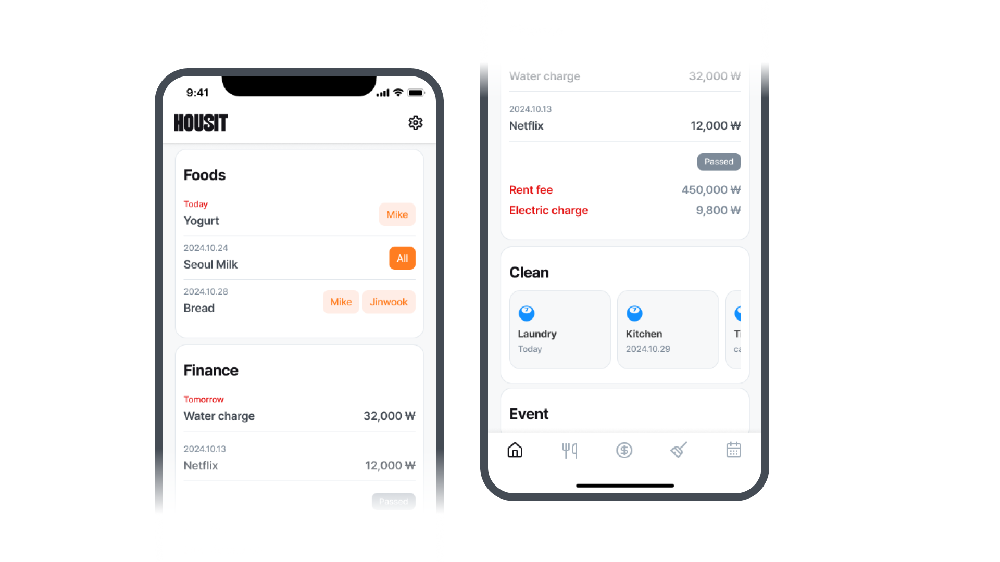 9:41
HOUSIT
Foods
Today
Yogurt
Mike
2024.10.24
Seoul Milk
All
2024.10.28
Bread
Mike Jinwook
Finance
Tomorrow
Water charge 32,000 ₩
2024.10.13
Netflix 12,000 ₩
Passed
Water charge 32,000 ₩
2024.10.13
Netflix 12,000 ₩
Passed
Rent fee 450,000 ₩
Electric charge 9,800 ₩
Clean
7 7
Laundry Kitchen
Today 2024.10.29
Event